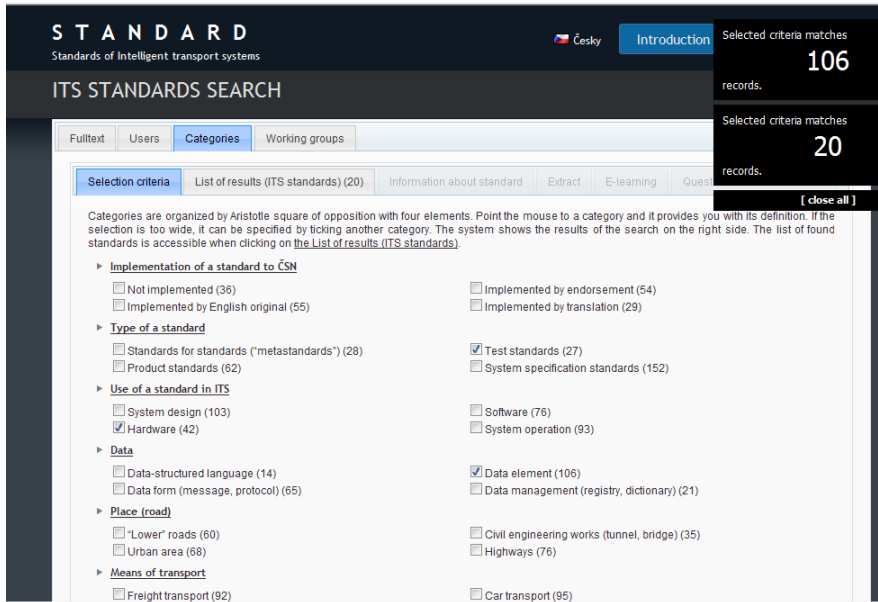 S T A N D A R D
Standards of Intelligent transport systems
Česky
Introduction
Selected criteria matches
106
records.
Selected criteria matches
20
records.
[ close all ]
ITS STANDARDS SEARCH
Fulltext Users Categories Working groups
Selection criteria List of results (ITS standards) (20) Information about standard Extract E-learning Quest
Categories are organized by Aristotle square of opposition with four elements. Point the mouse to a category and it provides you with its definition. If the
selection is too wide, it can be specified by ticking another category. The system shows the results of the search on the right side. The list of found
standards is accessible when clicking on the List of results (ITS standards).
Implementation of a standard to ČSN
Not implemented (36) Implemented by endorsement (54)
Implemented by English original (55) Implemented by translation (29)
Type of a standard
Standards for standards ("metastandards") (28) Test standards (27)
Product standards (62) System specification standards (152)
Use of a standard in ITS
System design (103) Software (76)
Hardware (42) System operation (93)
Data
Data-structured language (14) Data element (106)
Data form (message, protocol) (65) Data management (registry, dictionary) (21)
Place (road)
"Lower" roads (60) Civil engineering works (tunnel, bridge) (35)
Urban area (68) Highways (76)
Means of transport
Freight transport (92) Car transport (95)